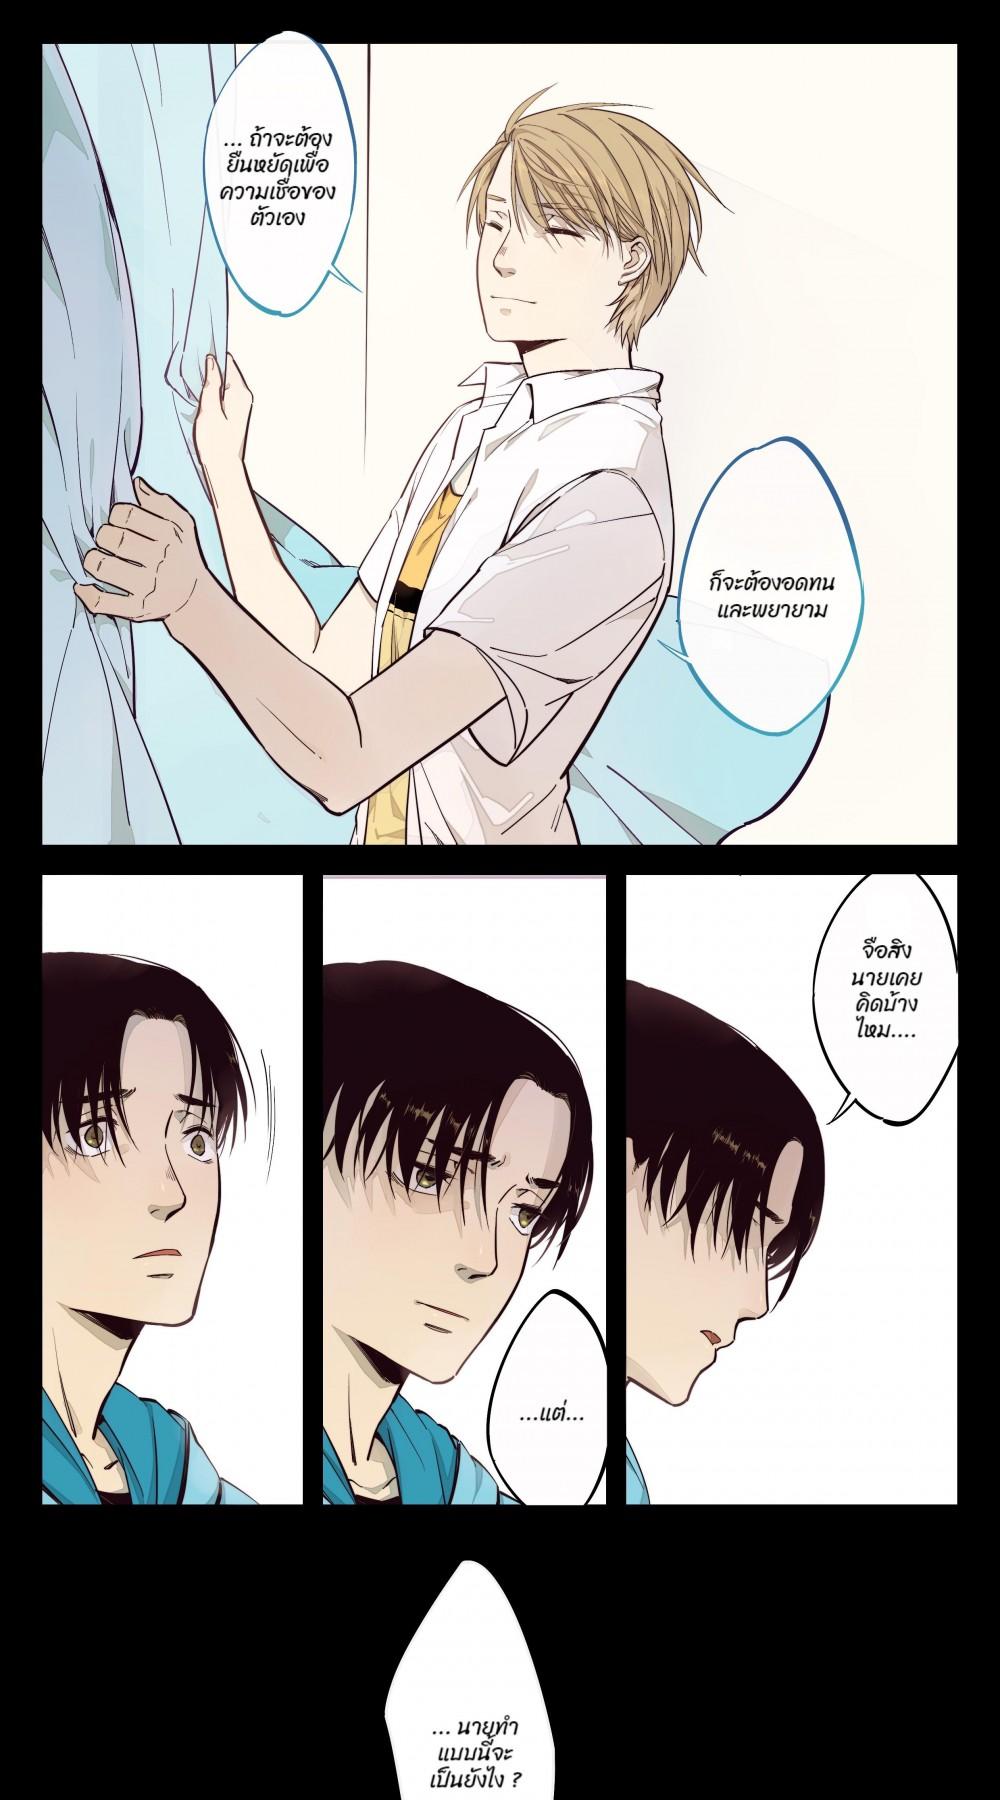 ... ถ้าจะต้อง
ยืนหยัดเพื่อ
ความเชื่อของ
ตัวเอง
ก็จะต้องอดทน
และพยายาม
...แต่...
จือสิง
นายเคย
คิดบ้าง
ไหม....
... นายทำ
แบบนี้จะ
เป็นยังไง ?